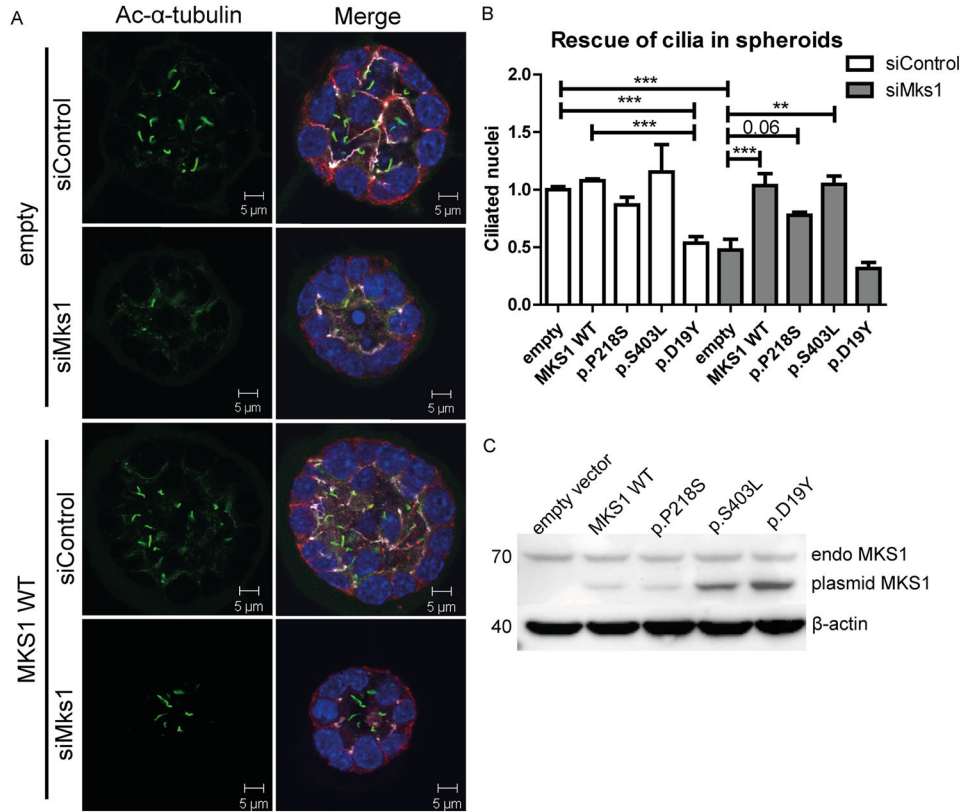 A
Ac-α-tubulin
Merge
empty
siControl
5 µm
5 µm
siMks1
5 µm
5 µm
MKS1 WT
siControl
5 µm
5 µm
siMks1
5 µm
5 µm
B
Rescue of cilia in spheroids
siControl
siMks1
Ciliated nuclei
2.0
1.5
1.0
0.5
0.0
***
***
***
**
0.06
***
empty
MKS1 WT
p.P218S
p.S403L
p.D19Y
empty
MKS1 WT
p.P218S
p.S403L
p.D19Y
C
empty vector
MKS1 WT
p.P218S
p.S403L
p.D19Y
70
endo MKS1
plasmid MKS1
40
β-actin